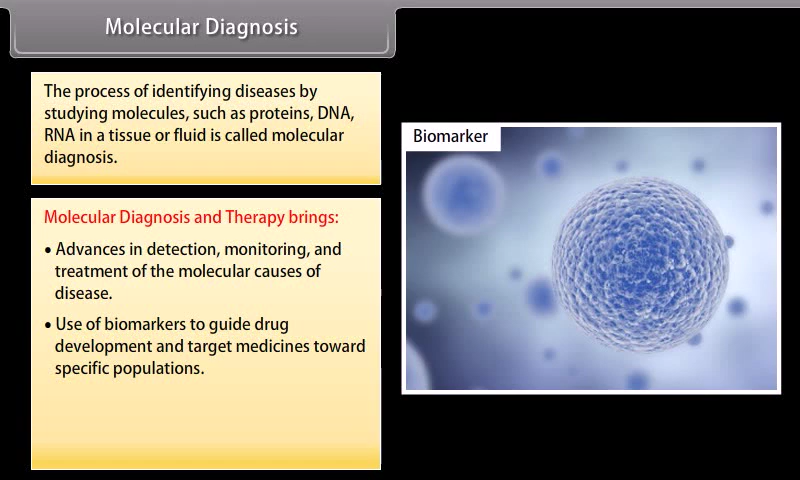 Molecular Diagnosis
The process of identifying diseases by
studying molecules, such as proteins, DNA,
RNA in a tissue or fluid is called molecular
diagnosis.
Molecular Diagnosis and Therapy brings:
• Advances in detection, monitoring, and
treatment of the molecular causes of
disease.
• Use of biomarkers to guide drug
development and target medicines toward
specific populations.
Biomarker